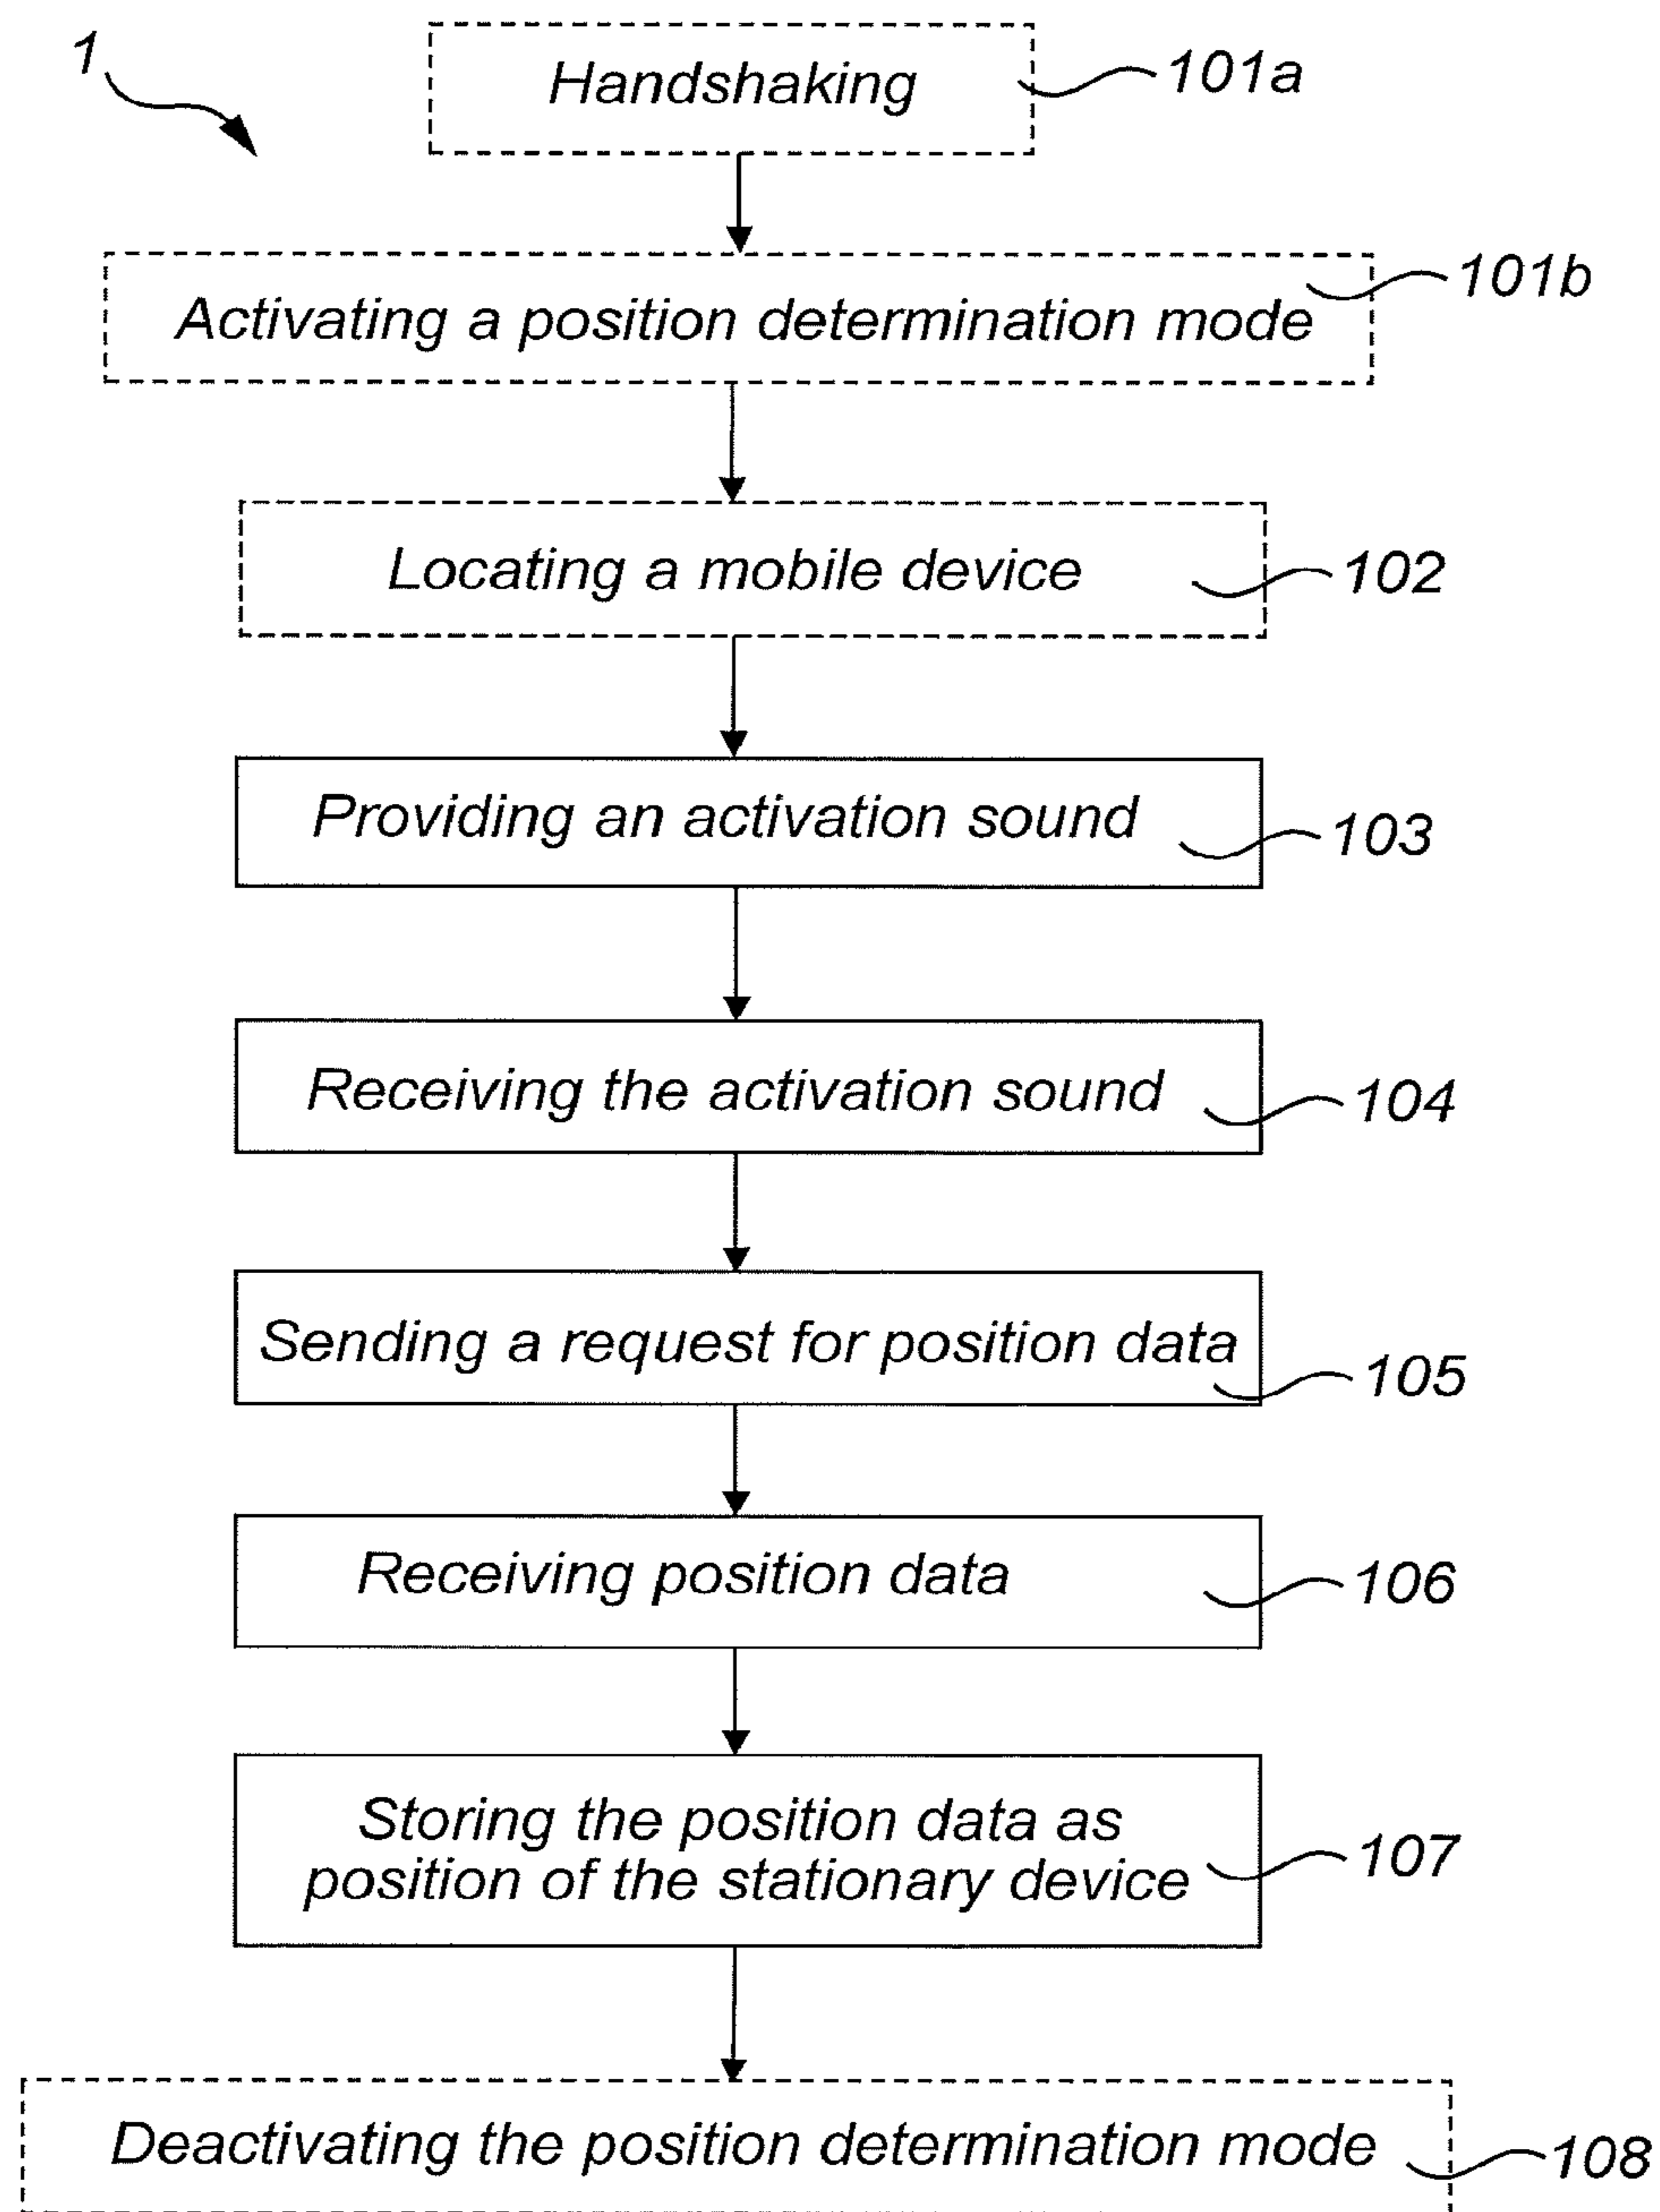 1
Handshaking
101a
Activating a position determination mode
101b
Locating a mobile device
102
Providing an activation sound
103
Receiving the activation sound
104
Sending a request for position data
105
Receiving position data
106
Storing the position data as
position of the stationary device
107
Deactivating the position determination mode
108